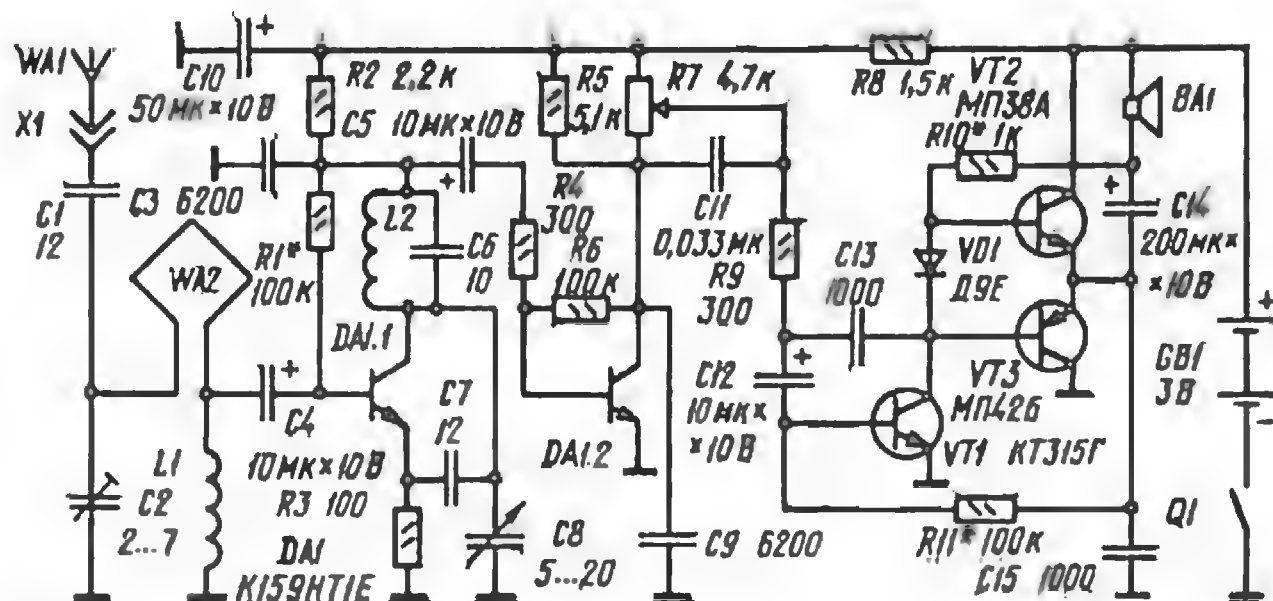 WA1
X1
C1
12
C10
50мк×10В
C3 6200
WA2
R2 2,2к
C5 10мк×10В
R1*
100к
L2
C6
10
R4
300
R5
5,1к
R6
100к
R7 4,7к
C11
0,033мк
R9
300
C13
1000
R8 1,5к
VT2
МП38А
R10* 1к
BA1
VD1
Д9Е
C14
200мк×
×10В
GB1
3В
DA1.1
C4
10мк×10В
C7
12
L1
C2
2...7
R3 100
DA1
К159НТ1Е
DA1.2
C8
5...20
C9 6200
C12
10мк×
×10В
VT3
МП42Б
VT1 КТ315Г
R11* 100к
C15 1000
Q1